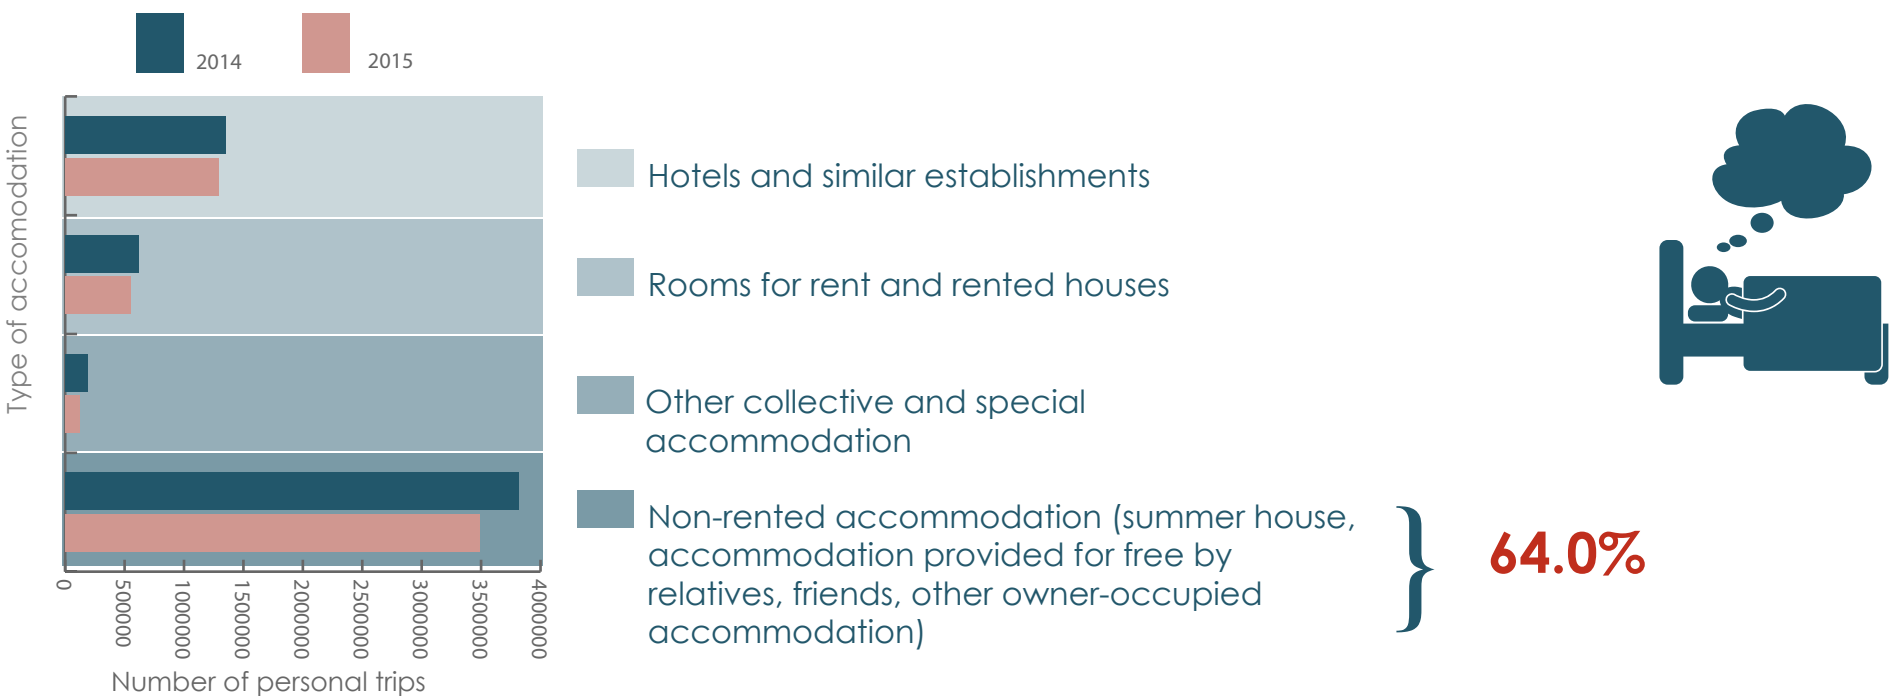 2014
2015
Type of accomodation
Hotels and similar establishments
Rooms for rent and rented houses
Other collective and special
accommodation
Non-rented accommodation (summer house,
accommodation provided for free by
relatives, friends, other owner-occupied
accommodation)
}
64.0%
0
500000
1000000
1500000
2000000
2500000
3000000
3500000
4000000
Number of personal trips